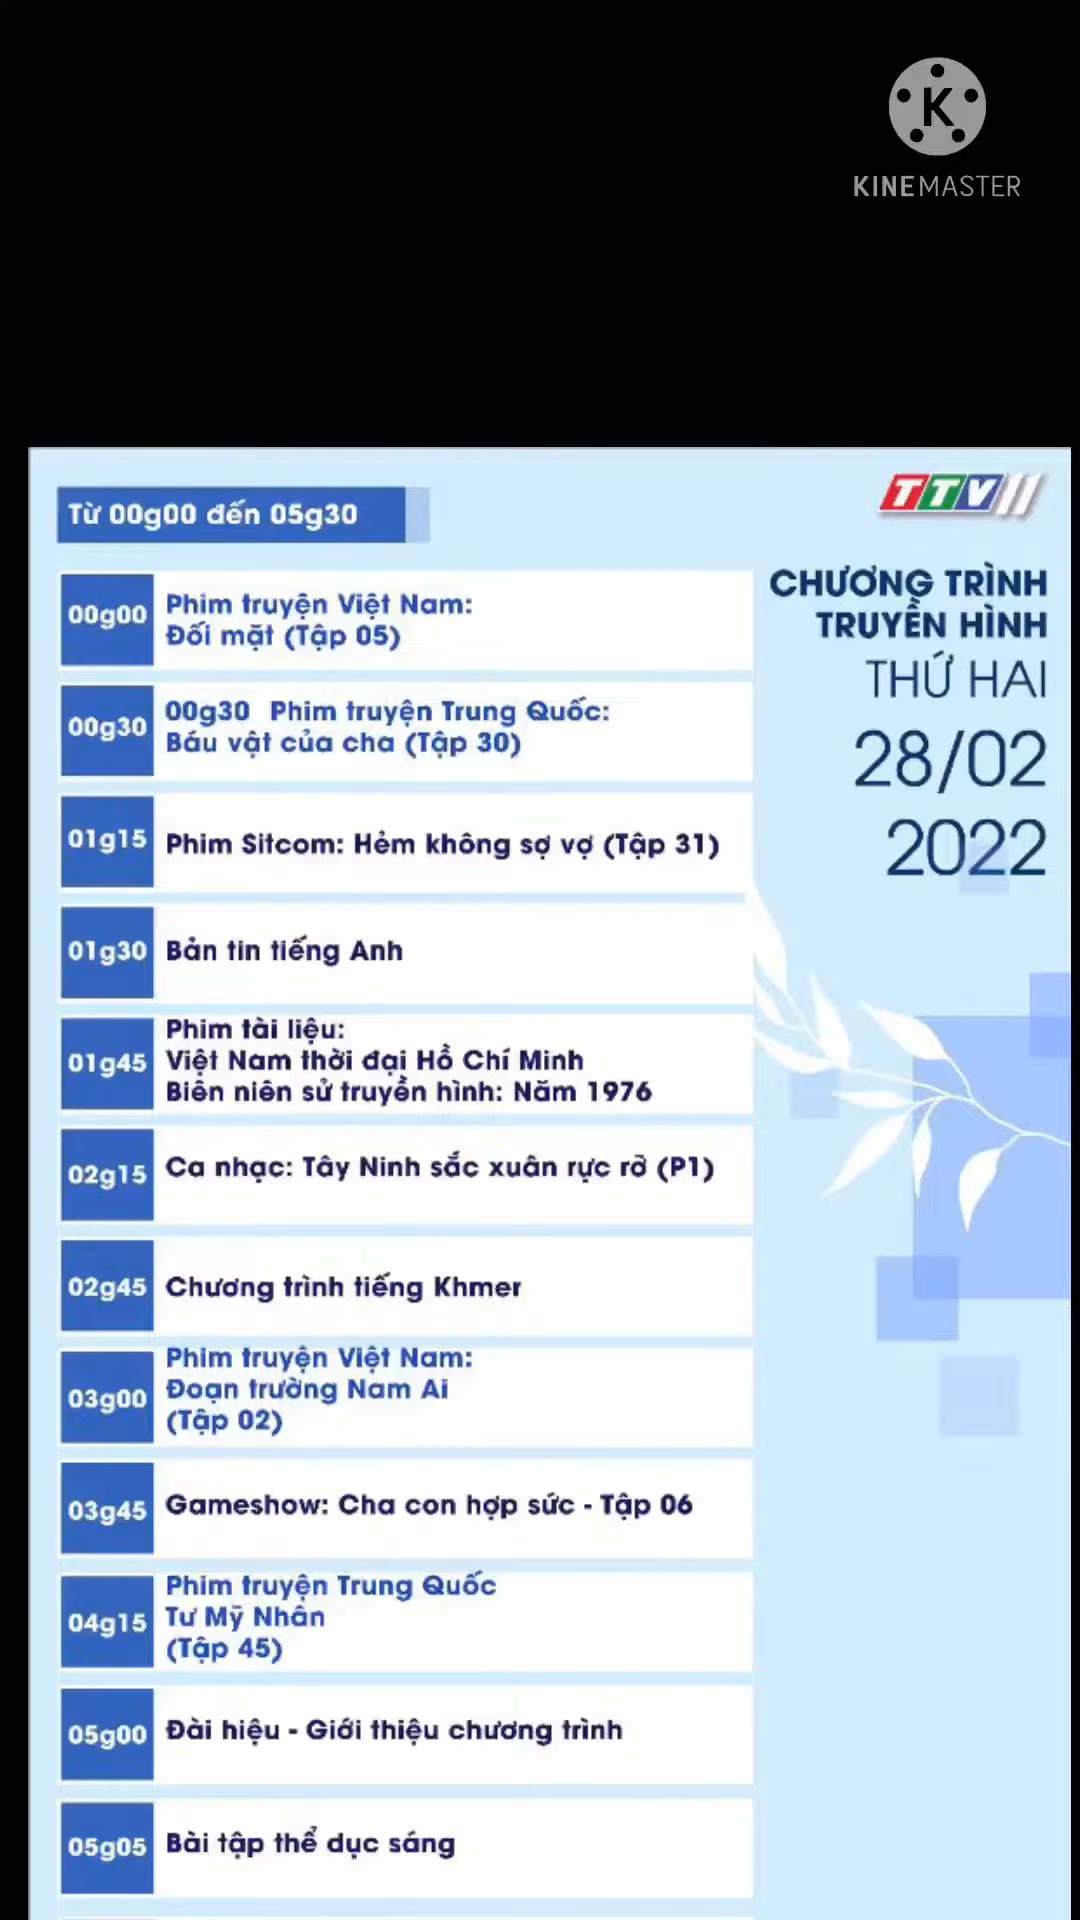 K
KINEMASTER
Từ 00g00 đến 05g30
TTV11
CHƯƠNG TRÌNH
TRUYỀN HÌNH
THỨ HAI
28/02
2022
00g00
Phim truyện Việt Nam:
Đối mặt (Tập 05)
00g30
00g30 Phim truyện Trung Quốc:
Báu vật của cha (Tập 30)
01g15
Phim Sitcom: Hẻm không sợ vợ (Tập 31)
01g30
Bản tin tiếng Anh
01g45
Phim tài liệu:
Việt Nam thời đại Hồ Chí Minh
Biên niên sử truyền hình: Năm 1976
02g15
Ca nhạc: Tây Ninh sắc xuân rực rỡ (P1)
02g45
Chương trình tiếng Khmer
03g00
Phim truyện Việt Nam:
Đoạn trường Nam Ai
(Tập 02)
03g45
Gameshow: Cha con hợp sức - Tập 06
04g15
Phim truyện Trung Quốc
Tư Mỹ Nhân
(Tập 45)
05g00
Đài hiệu - Giới thiệu chương trình
05g05
Bài tập thể dục sáng